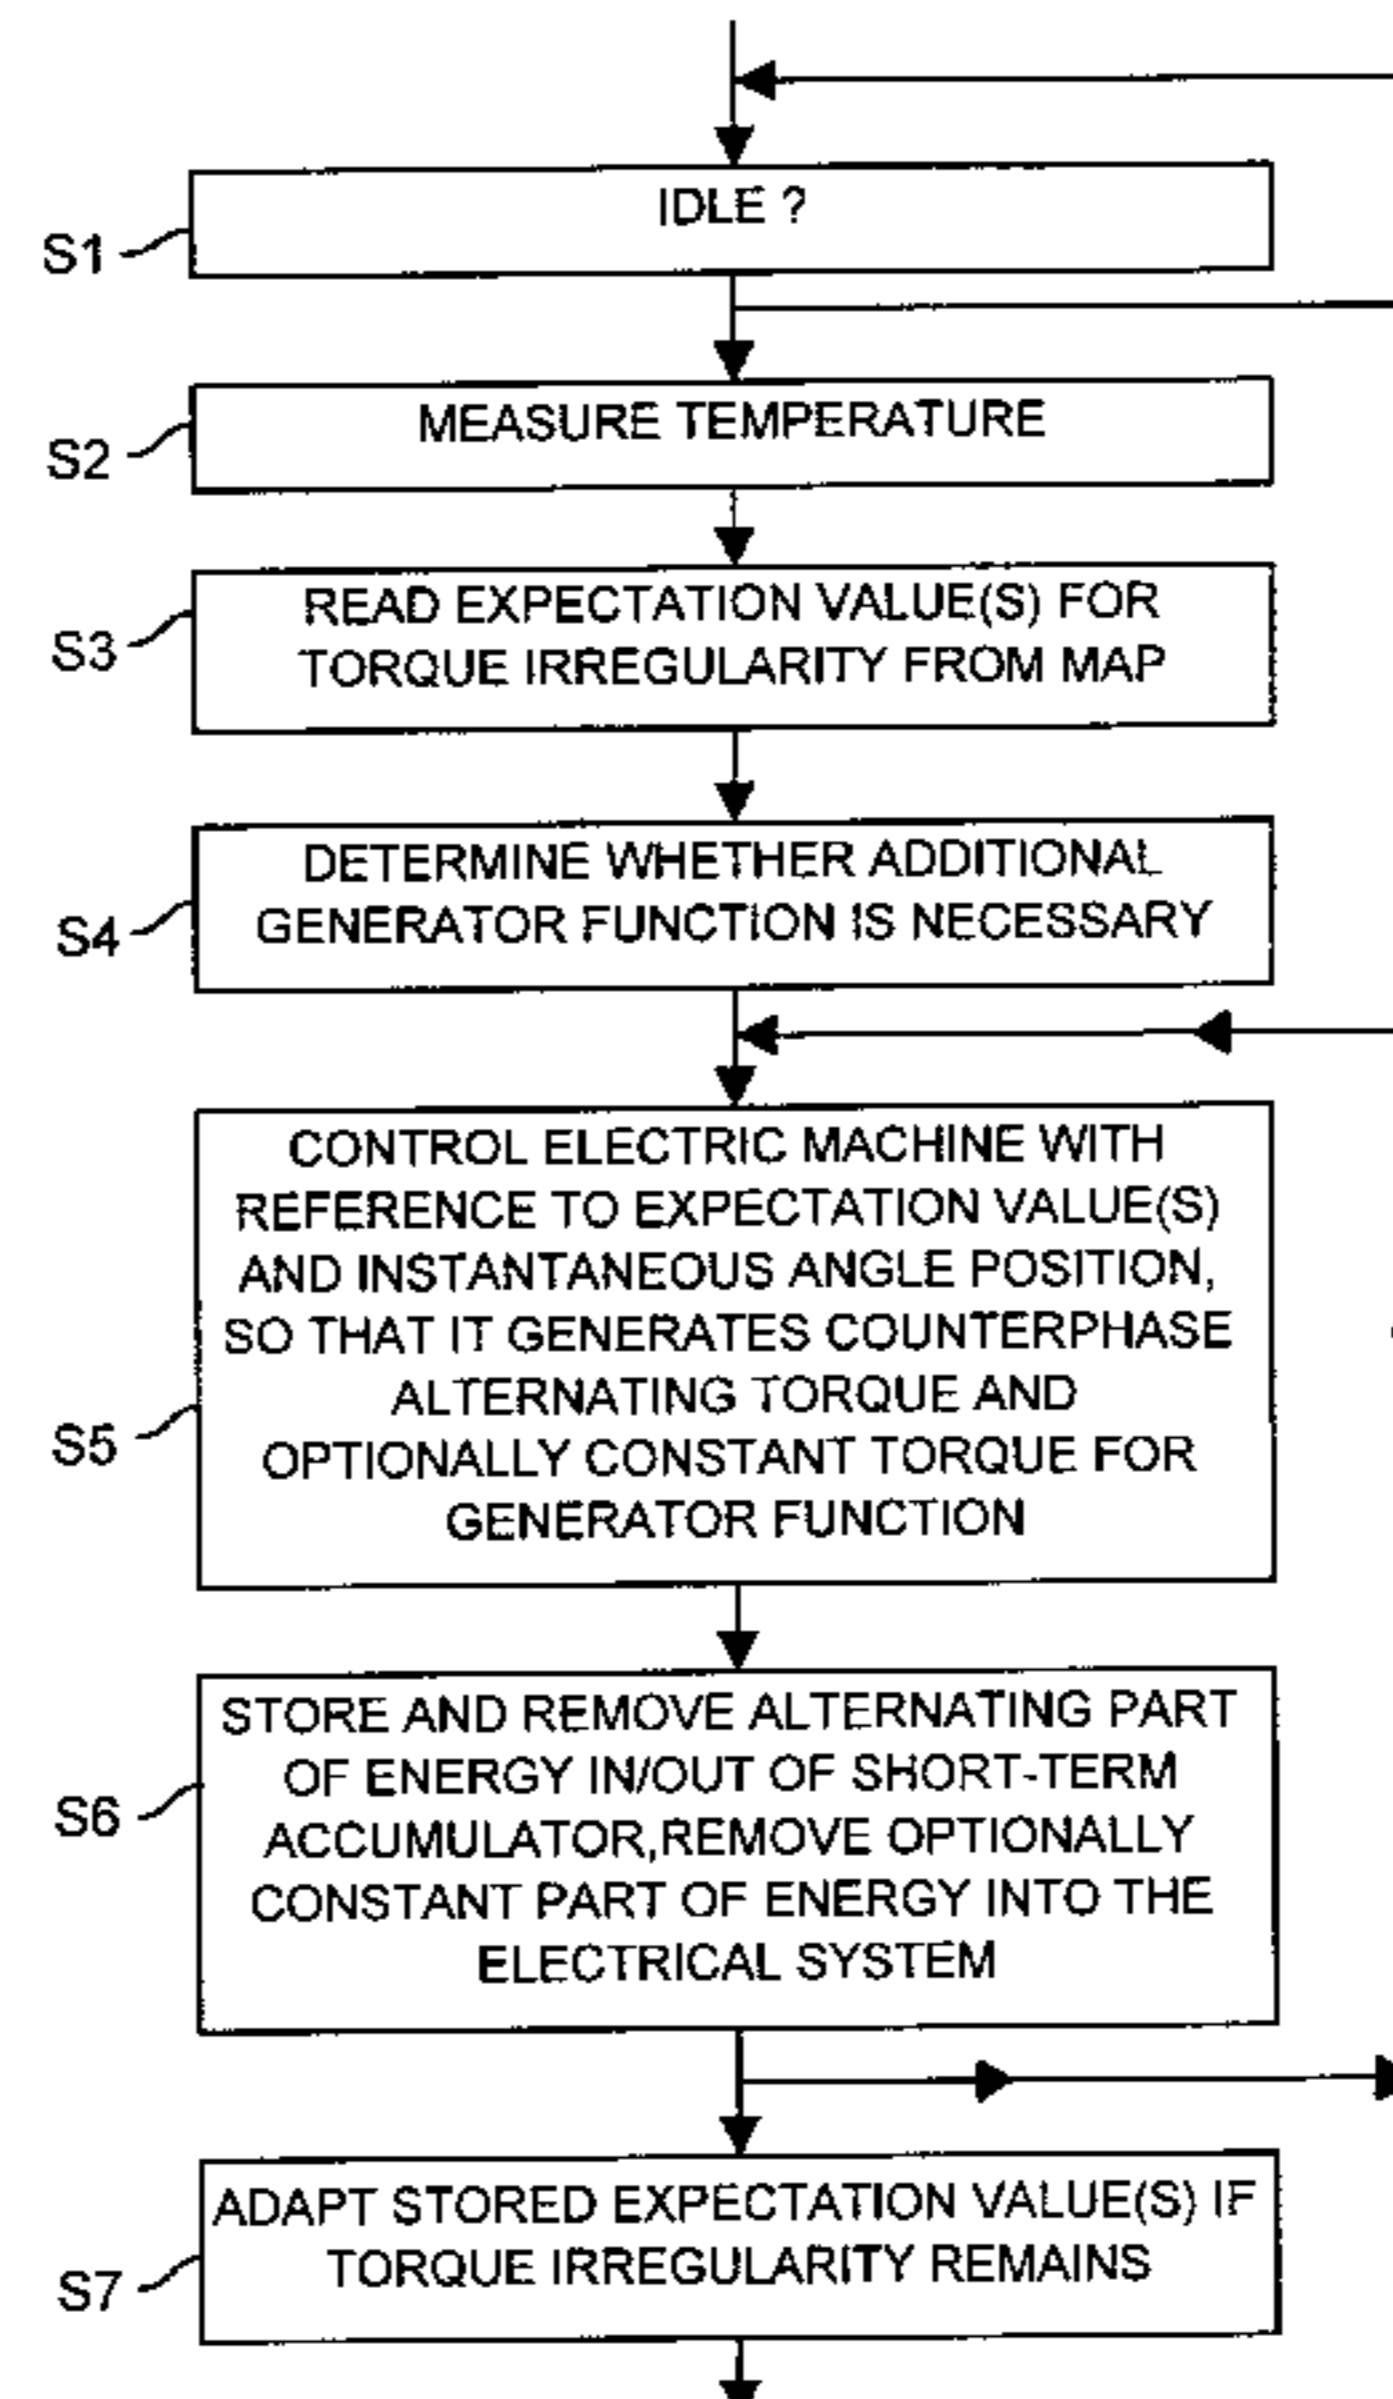 IDLE ?
S1
MEASURE TEMPERATURE
S2
READ EXPECTATION VALUE(S) FOR
TORQUE IRREGULARITY FROM MAP
S3
DETERMINE WHETHER ADDITIONAL
GENERATOR FUNCTION IS NECESSARY
S4
CONTROL ELECTRIC MACHINE WITH
REFERENCE TO EXPECTATION VALUE(S)
AND INSTANTANEOUS ANGLE POSITION,
SO THAT IT GENERATES COUNTERPHASE
ALTERNATING TORQUE AND
OPTIONALLY CONSTANT TORQUE FOR
GENERATOR FUNCTION
S5
STORE AND REMOVE ALTERNATING PART
OF ENERGY IN/OUT OF SHORT-TERM
ACCUMULATOR,REMOVE OPTIONALLY
CONSTANT PART OF ENERGY INTO THE
ELECTRICAL SYSTEM
S6
ADAPT STORED EXPECTATION VALUE(S) IF
TORQUE IRREGULARITY REMAINS
S7